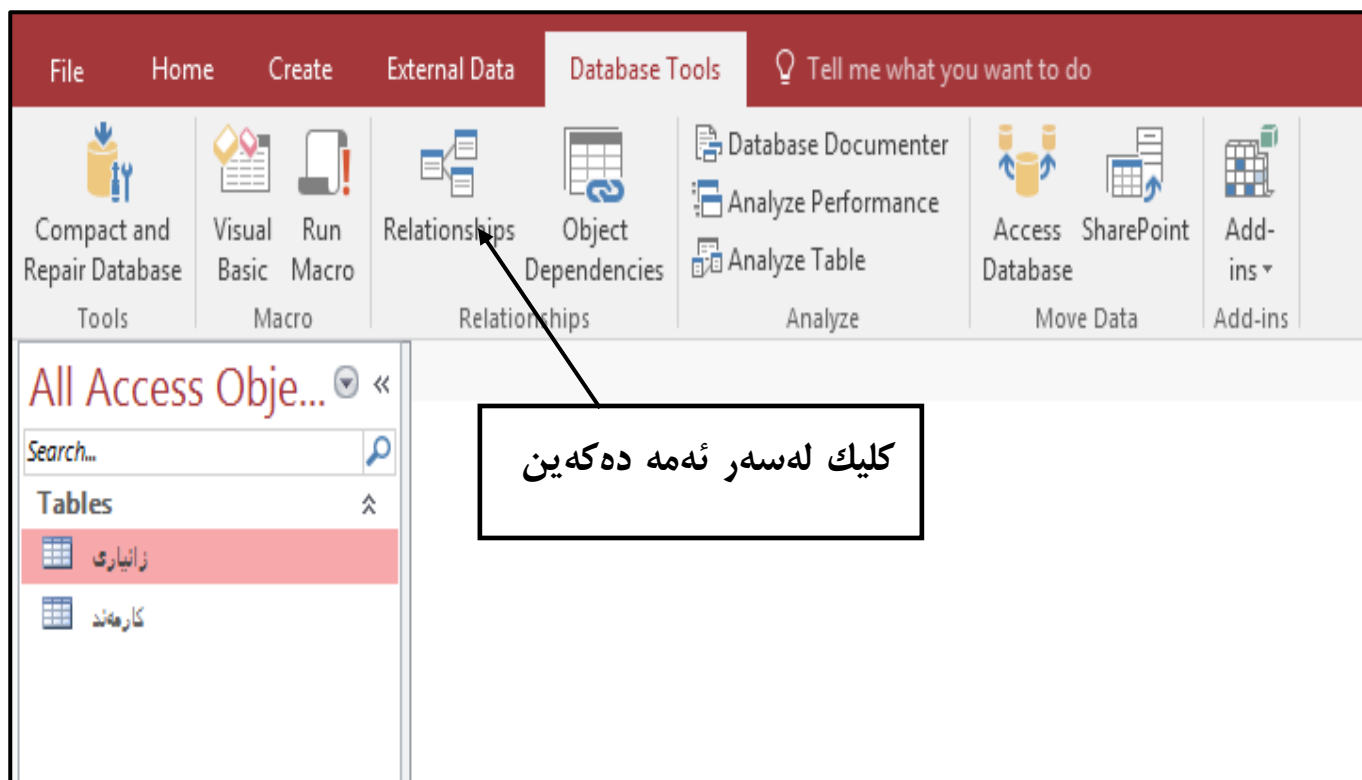 File Home Create External Data Database Tools Tell me what you want to do
Compact and Repair Database
Visual Basic
Run Macro
Relationships
Object Dependencies
Database Documenter
Analyze Performance
Analyze Table
Access Database
SharePoint
Add-ins
Tools Macro Relationships Analyze Move Data Add-ins
All Access Obje...
Search...
Tables
زانیاری
کارمەند
كليك لەسەر ئەمە دەكەين